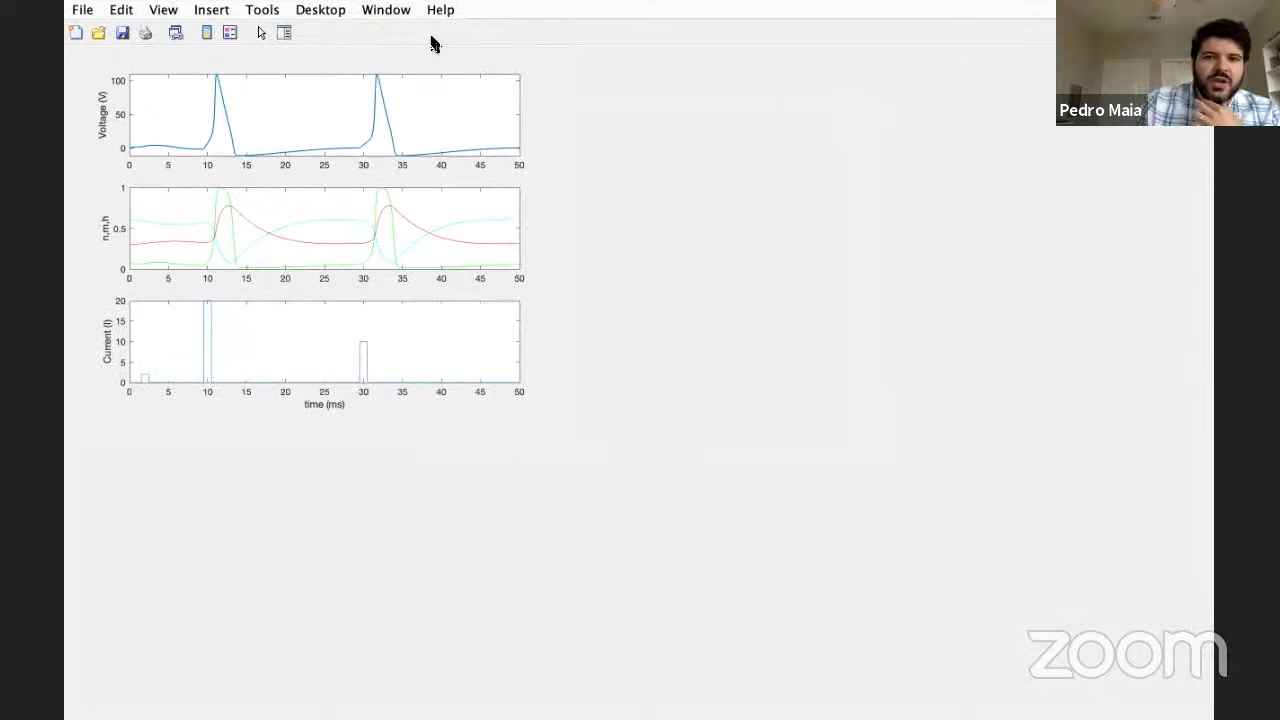 File Edit View Insert Tools Desktop Window Help
Pedro Maia
100
50
0
Voltage (V)
0 5 10 15 20 25 30 35 40 45 50
1
0.5
0
n,m,h
0 5 10 15 20 25 30 35 40 45 50
20
15
10
5
0
Current (I)
0 5 10 15 20 25 30 35 40 45 50
time (ms)
zoom